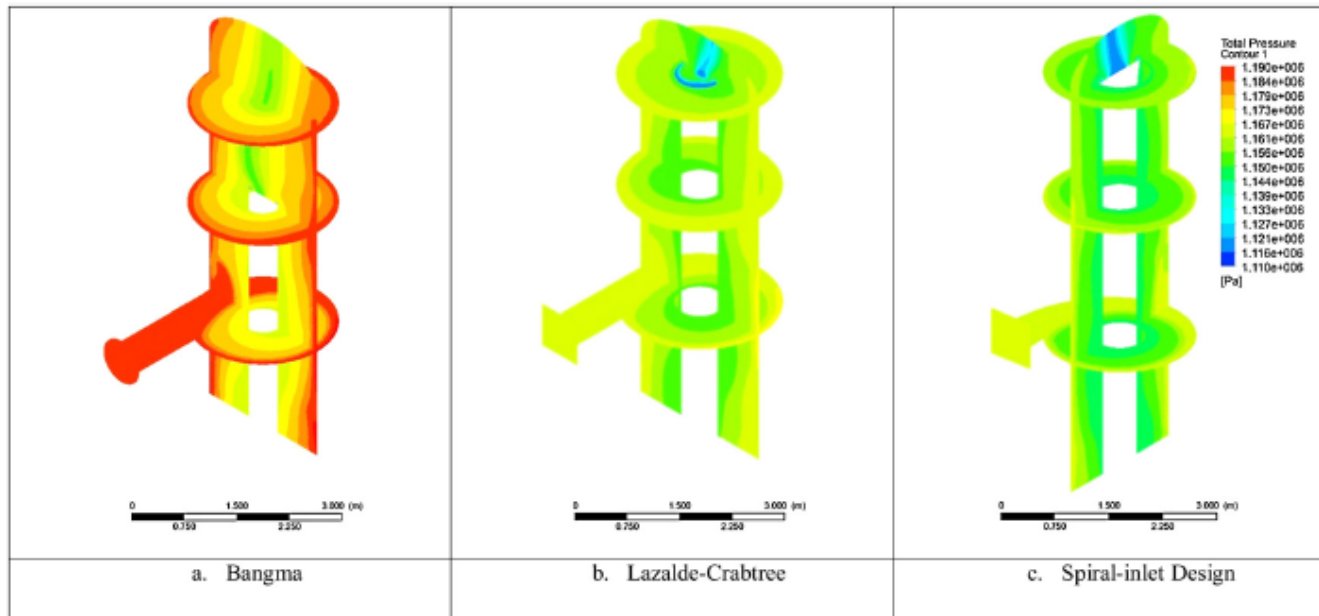 Total Pressure
Contour 1
1.190e+006
1.184e+006
1.179e+006
1.173e+006
1.167e+006
1.161e+006
1.156e+006
1.150e+006
1.144e+006
1.139e+006
1.133e+006
1.127e+006
1.121e+006
1.116e+006
1.110e+006
[Pa]
0 1.500 3.000 (m)
0.750 2.250
0 1.500 3.000 (m)
0.750 2.250
0 1.500 3.000 (m)
0.750 2.250
a. Bangma
b. Lazalde-Crabtree
c. Spiral-inlet Design